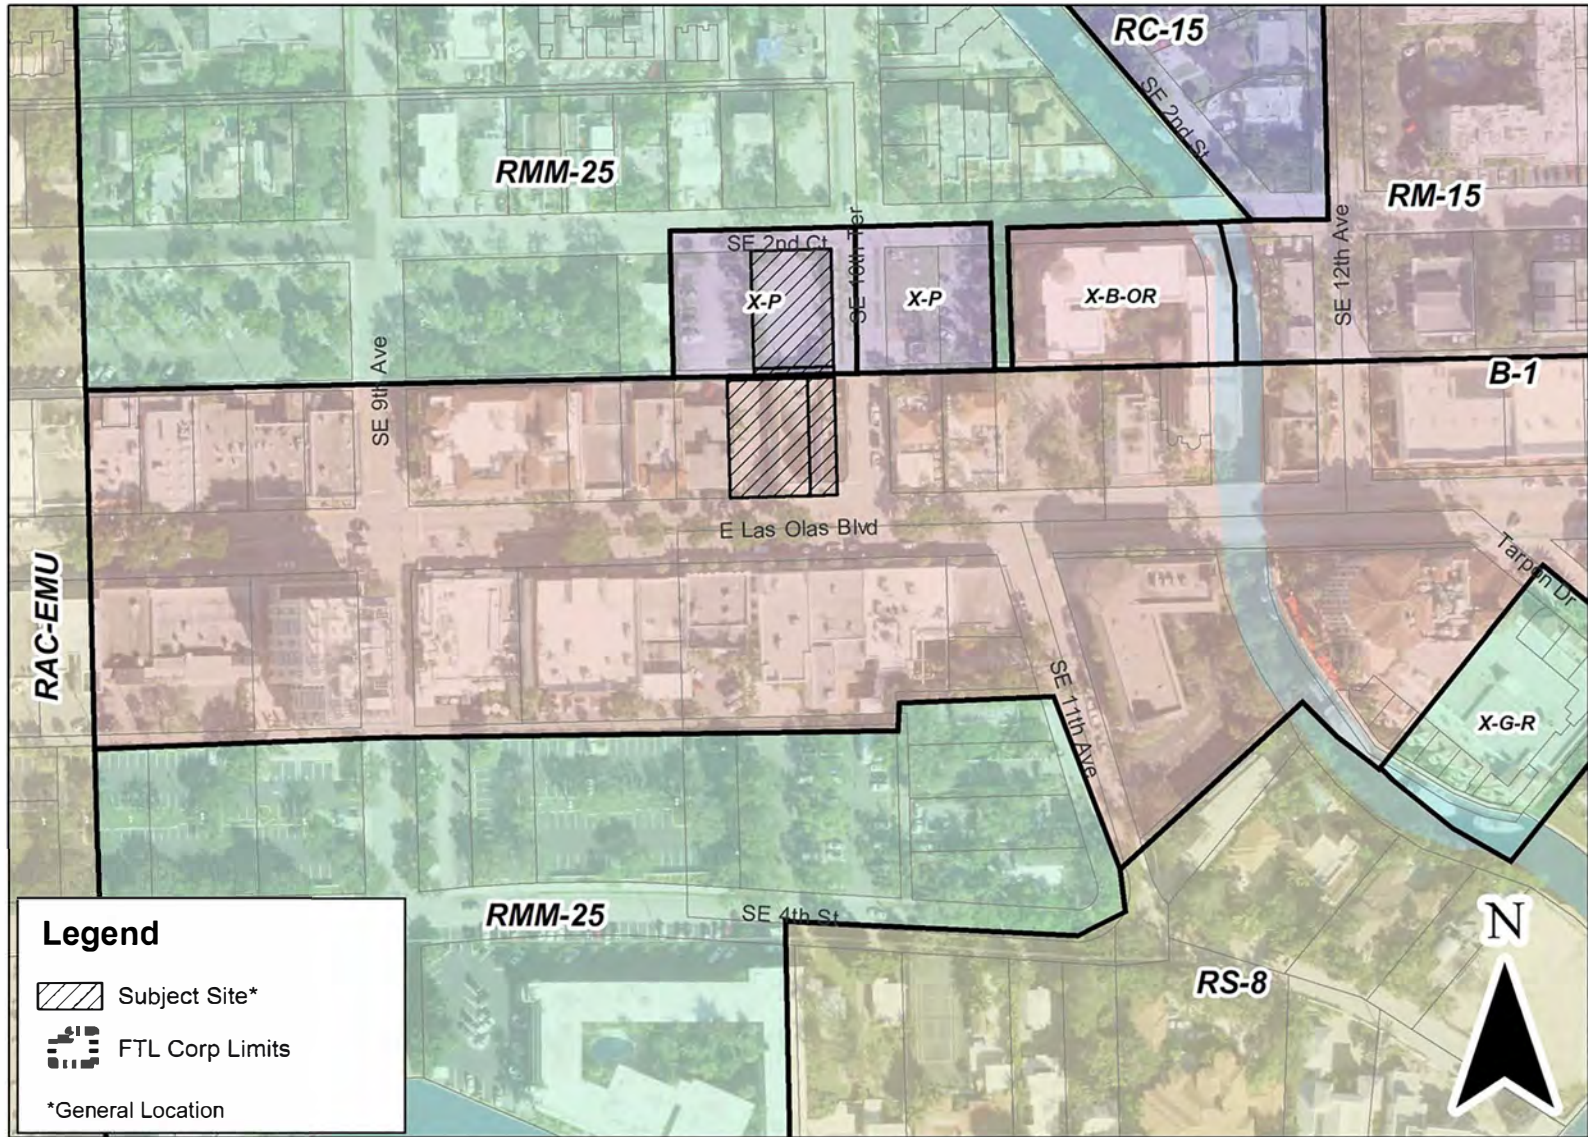 RC-15
SE 2nd St
RMM-25
RM-15
SE 2nd Ct
SE 10th Ter
SE 12th Ave
X-P
X-P
X-B-OR
SE 9th Ave
B-1
E Las Olas Blvd
Tarpon Dr
RAC-EMU
SE 11th Ave
X-G-R
SE 4th St
RMM-25
RS-8
N
Legend
Subject Site*
FTL Corp Limits
*General Location